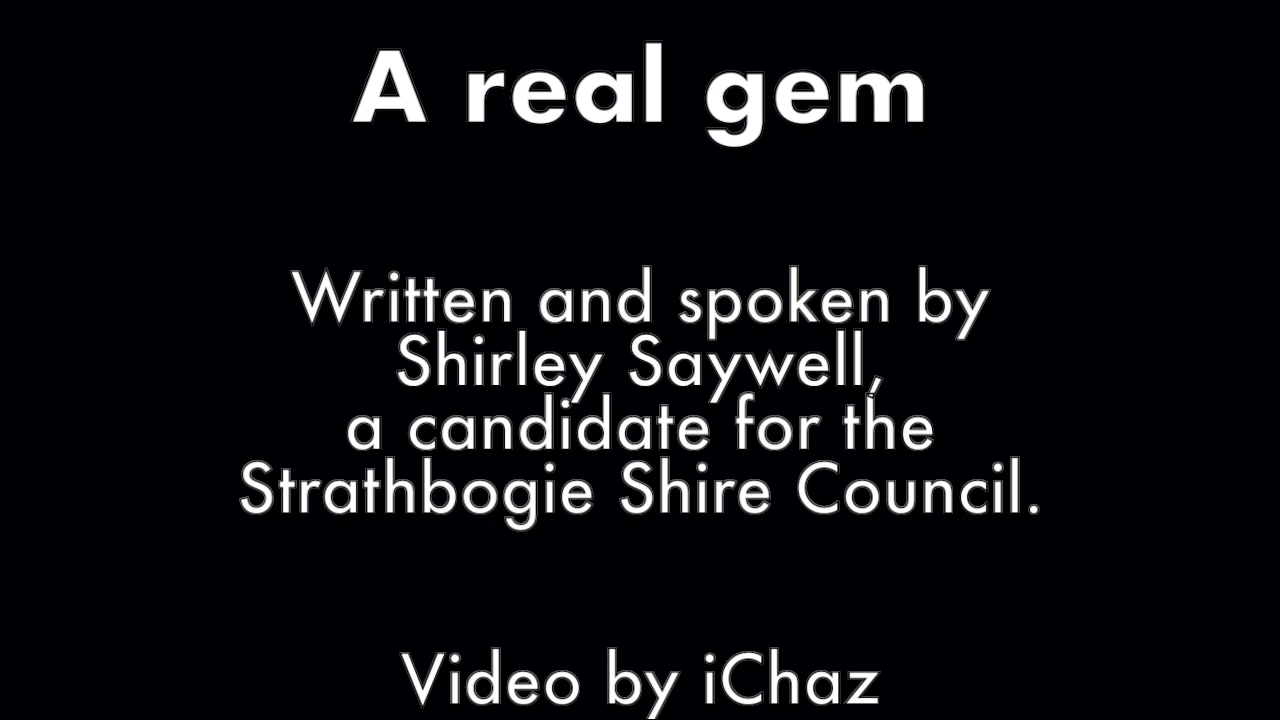 A real gem
Written and spoken by
Shirley Saywell,
a candidate for the
Strathbogie Shire Council.
Video by iChaz